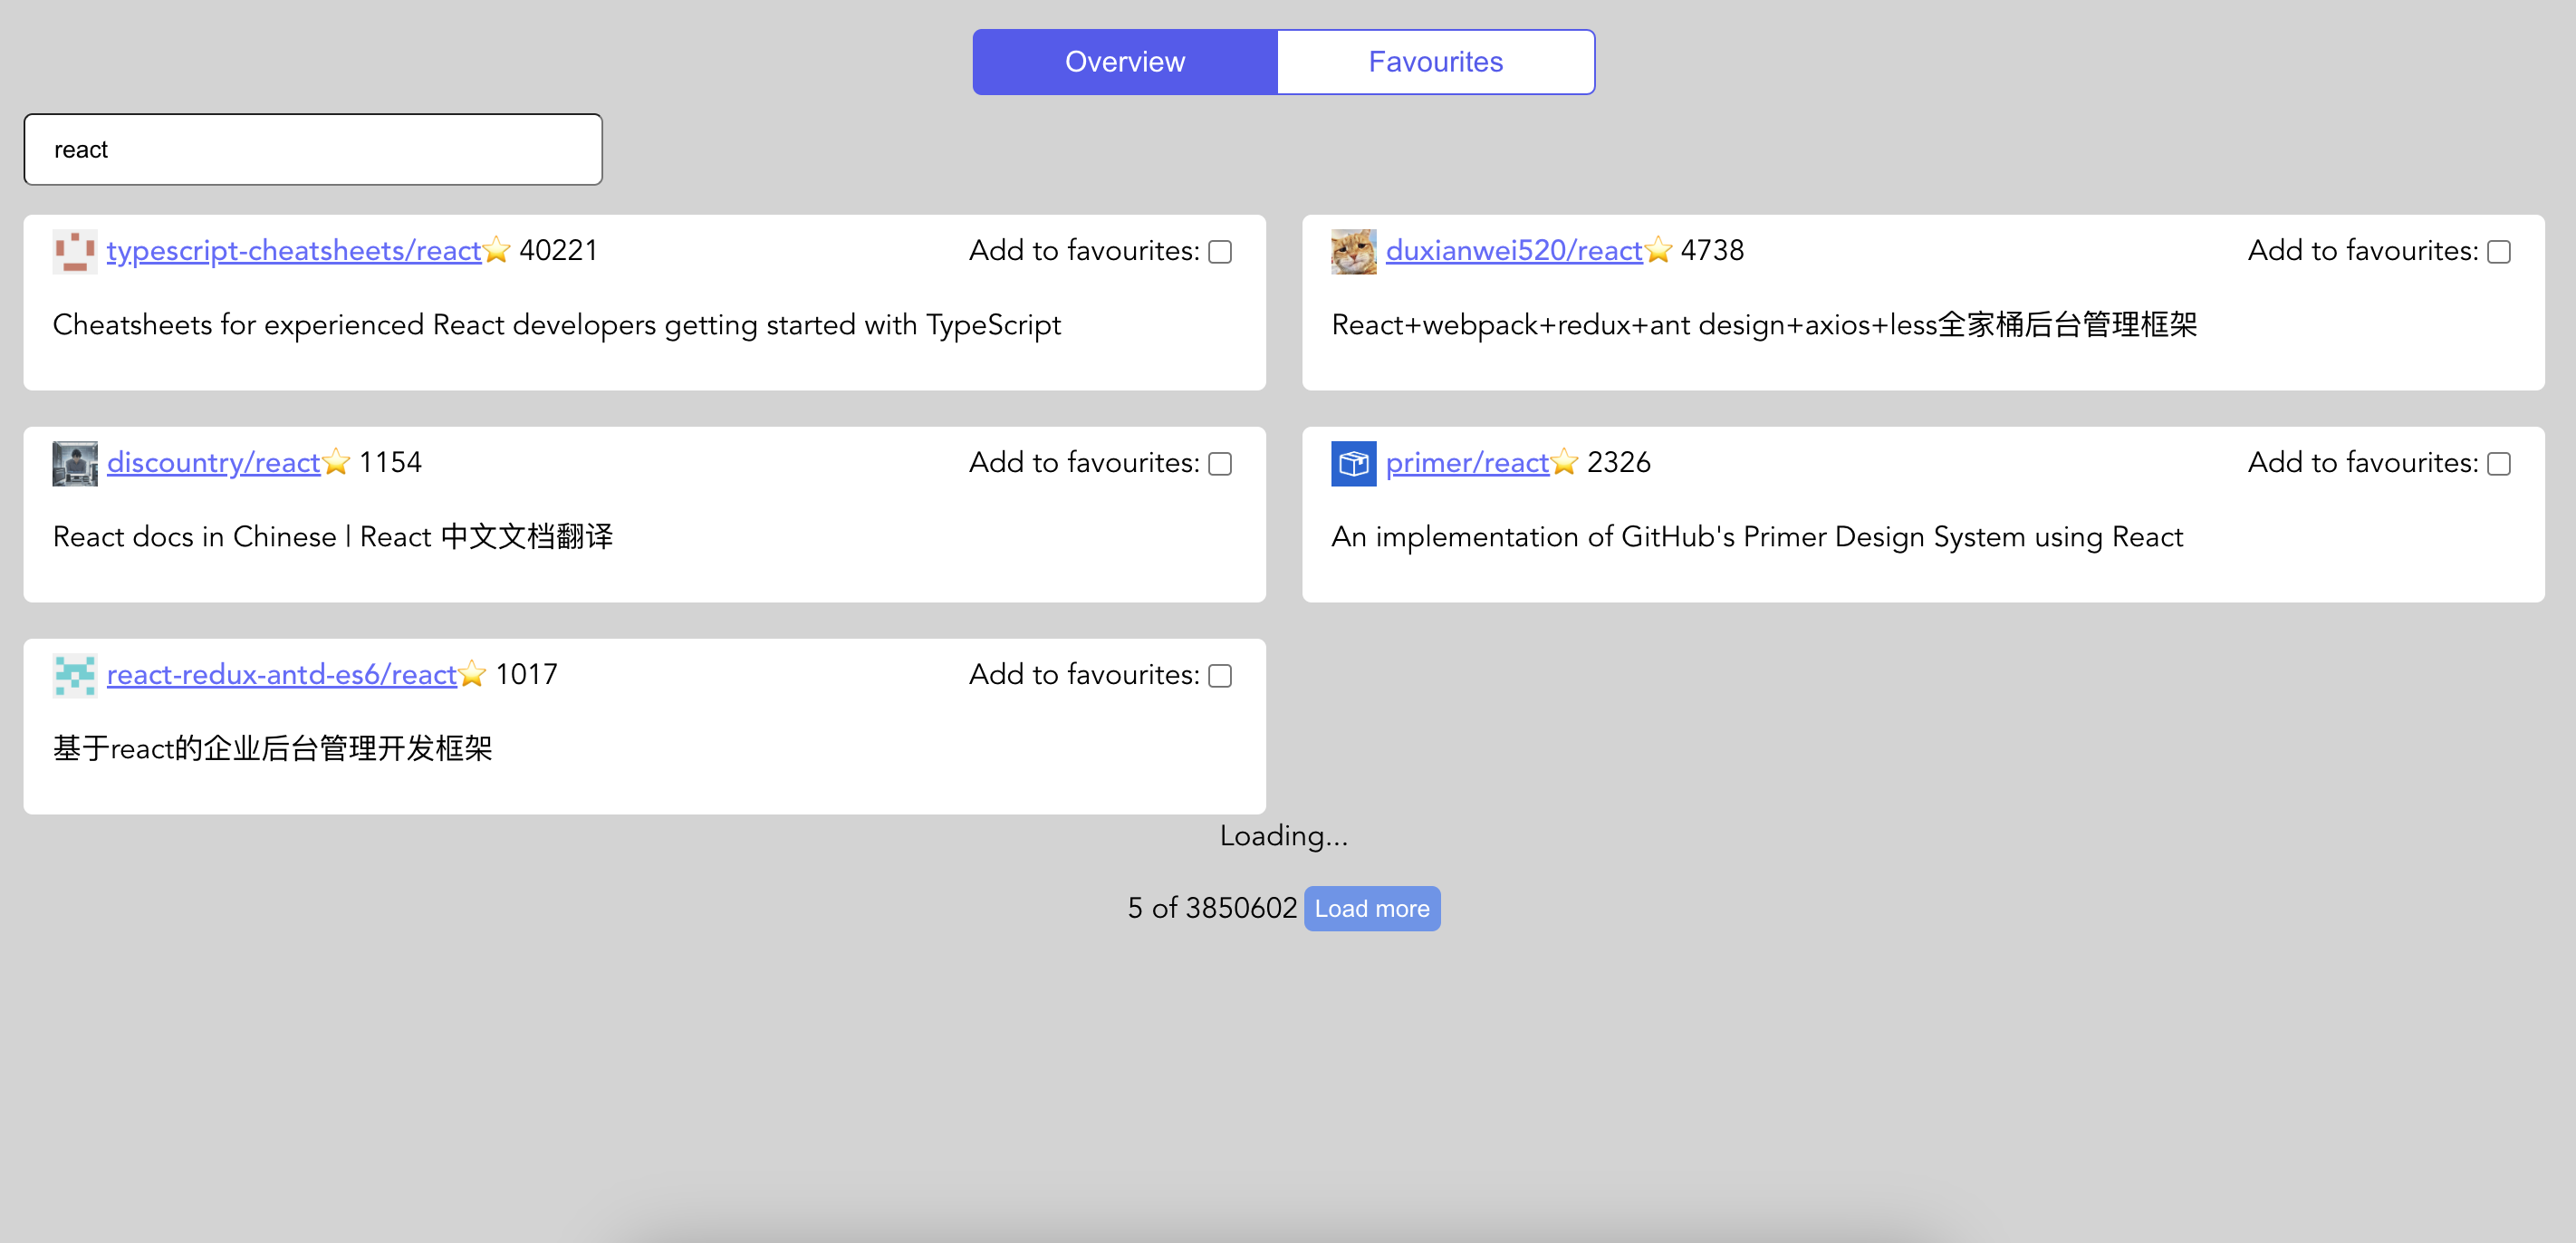 Overview Favourites
react
typescript-cheatsheets/react⭐ 40221 Add to favourites:
Cheatsheets for experienced React developers getting started with TypeScript
duxianwei520/react⭐ 4738 Add to favourites:
React+webpack+redux+ant design+axios+less全家桶后台管理框架
discountry/react⭐ 1154 Add to favourites:
React docs in Chinese | React 中文文档翻译
primer/react⭐ 2326 Add to favourites:
An implementation of GitHub's Primer Design System using React
react-redux-antd-es6/react⭐ 1017 Add to favourites:
基于react的企业后台管理开发框架
Loading...
5 of 3850602 Load more